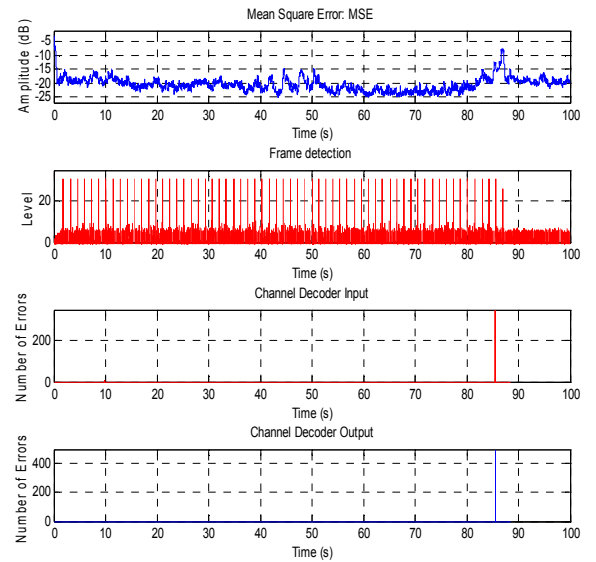 Mean Square Error: MSE
Amplitude (dB)
-5
-10
-15
-20
-25
0 10 20 30 40 50 60 70 80 90 100
Time (s)
Frame detection
Level
20
0
0 10 20 30 40 50 60 70 80 90 100
Time (s)
Channel Decoder Input
Number of Errors
200
0
0 10 20 30 40 50 60 70 80 90 100
Time (s)
Channel Decoder Output
Number of Errors
400
200
0
0 10 20 30 40 50 60 70 80 90 100
Time (s)